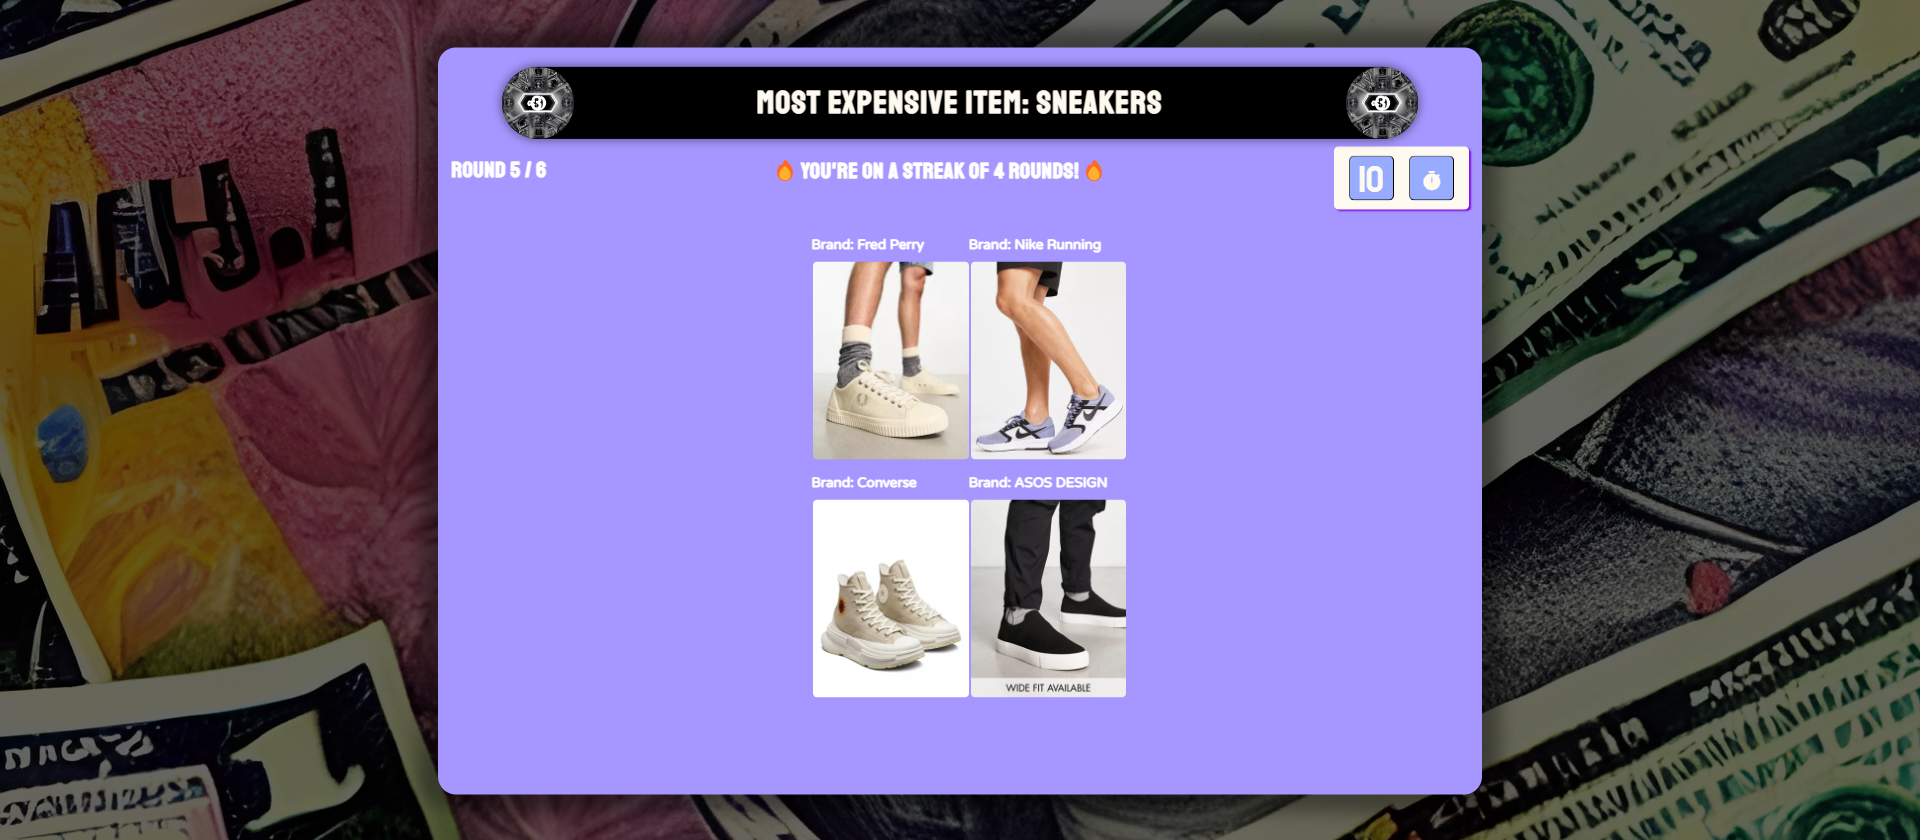 MOST EXPENSIVE ITEM: SNEAKERS
ROUND 5 / 6
YOU'RE ON A STREAK OF 4 ROUNDS!
10
Brand: Fred Perry
Brand: Nike Running
Brand: Converse
Brand: ASOS DESIGN
WIDE FIT AVAILABLE